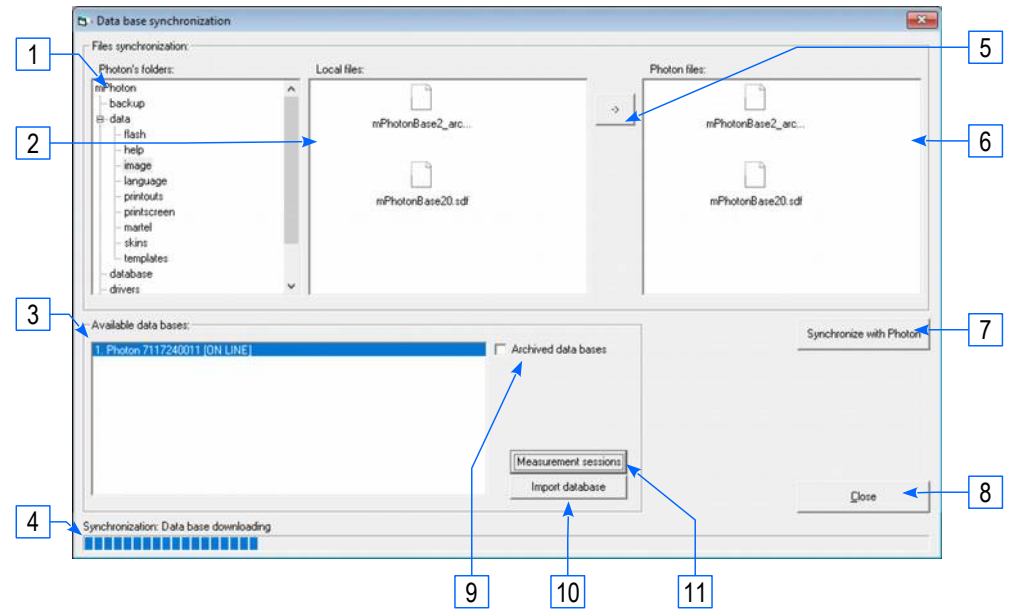 Data base synchronization
Files synchronization:
1
Photon's folders:
Local files:
Photon files:
5
mPhoton
backup
data
flash
help
image
language
printouts
printscreen
martel
skins
templates
database
drivers
2
mPhotonBase2_arc...
mPhotonBase20.sdf
->
mPhotonBase2_arc...
mPhotonBase20.sdf
6
3
Available data bases:
1. Photon 7117240011 [ON LINE]
Archived data bases
Synchronize with Photon
7
Measurement sessions
Import database
Close
8
4
Synchronization: Data base downloading
9
10
11